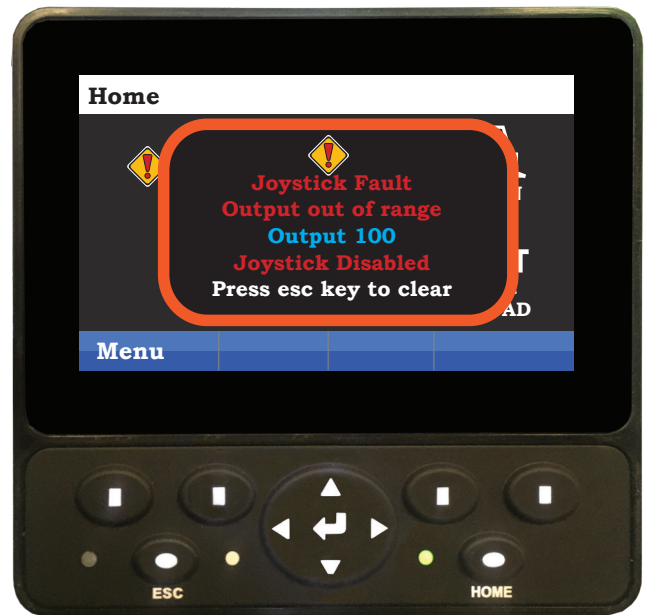 Home
Joystick Fault
Output out of range
Output 100
Joystick Disabled
Press esc key to clear
AD
Menu
ESC
HOME